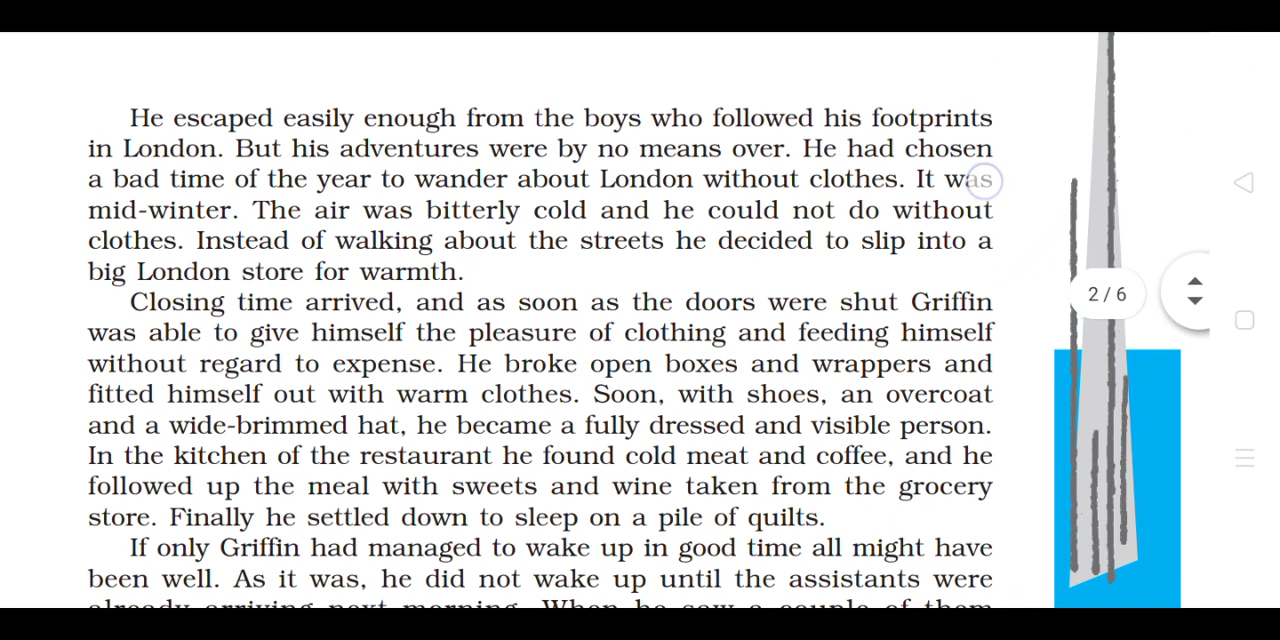 He escaped easily enough from the boys who followed his footprints
in London. But his adventures were by no means over. He had chosen
a bad time of the year to wander about London without clothes. It was
mid-winter. The air was bitterly cold and he could not do without
clothes. Instead of walking about the streets he decided to slip into a
big London store for warmth.
Closing time arrived, and as soon as the doors were shut Griffin
was able to give himself the pleasure of clothing and feeding himself
without regard to expense. He broke open boxes and wrappers and
fitted himself out with warm clothes. Soon, with shoes, an overcoat
and a wide-brimmed hat, he became a fully dressed and visible person.
In the kitchen of the restaurant he found cold meat and coffee, and he
followed up the meal with sweets and wine taken from the grocery
store. Finally he settled down to sleep on a pile of quilts.
If only Griffin had managed to wake up in good time all might have
been well. As it was, he did not wake up until the assistants were
already arriving next morning. When he saw a couple of them
2 / 6